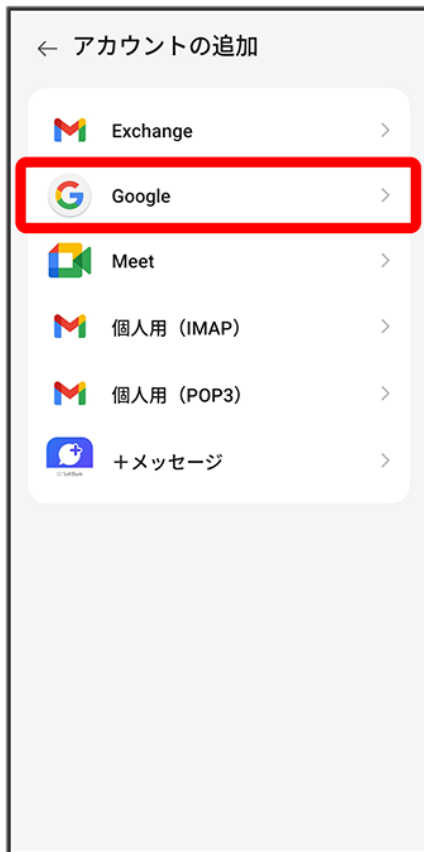 ← アカウントの追加
Exchange
Google
Meet
個人用（IMAP）
個人用（POP3）
＋メッセージ
SoftBank